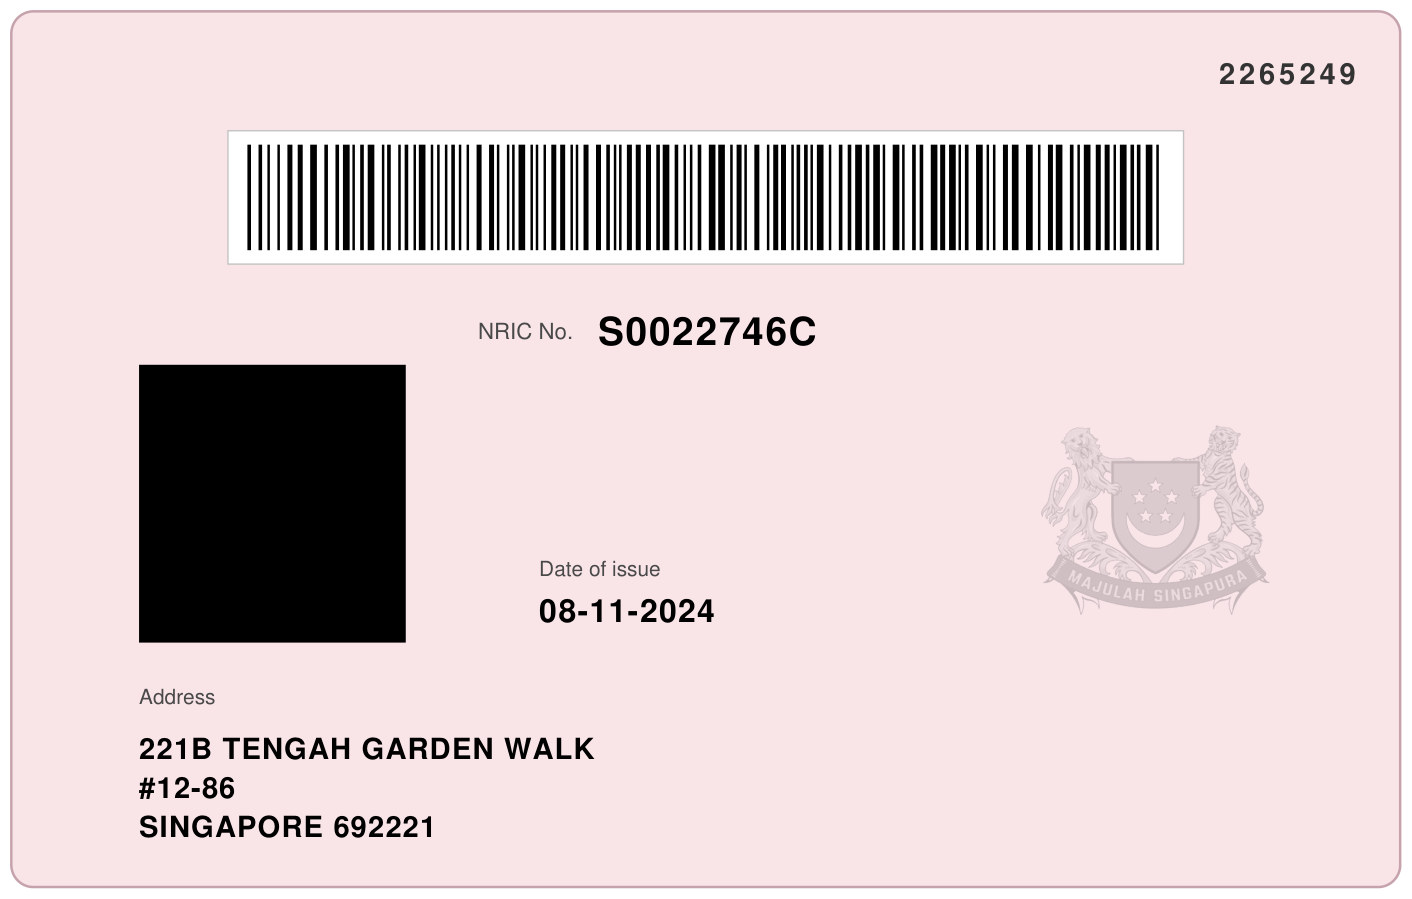 2265249
NRIC No. S0022746C
Date of issue
08-11-2024
MAJULAH SINGAPURA
Address
221B TENGAH GARDEN WALK
#12-86
SINGAPORE 692221